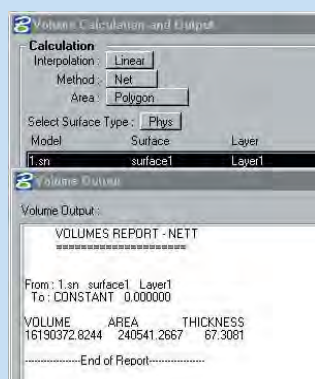 Volume Calculation and Output
Calculation
Interpolation : Linear
Method : Net
Area : Polygon
Select Surface Type : Phys
Model Surface Layer
1.sn surface1 Layer1
Volume Output
Volume Output :
VOLUMES REPORT - NETT
=====================
From : 1.sn surface1 Layer1
To : CONSTANT 0.000000
VOLUME AREA THICKNESS
16190372.8244 240541.2667 67.3081
----------------End of Report----------------